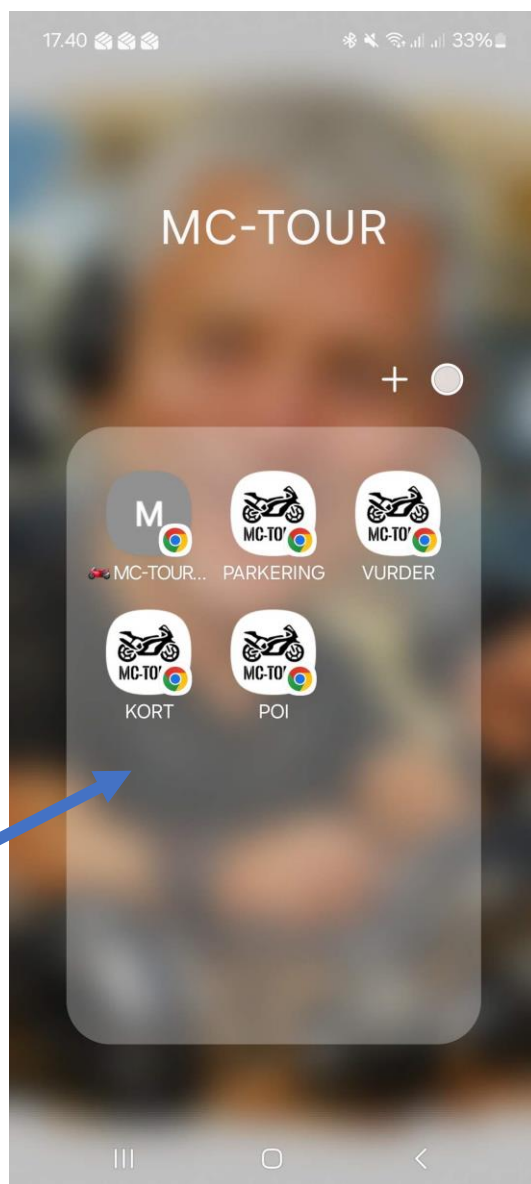 17.40
33%
MC-TOUR
M
MC-TO'
MC-TO'
🏍️MC-TOUR... PARKERING VURDER
MC-TO'
MC-TO'
KORT POI